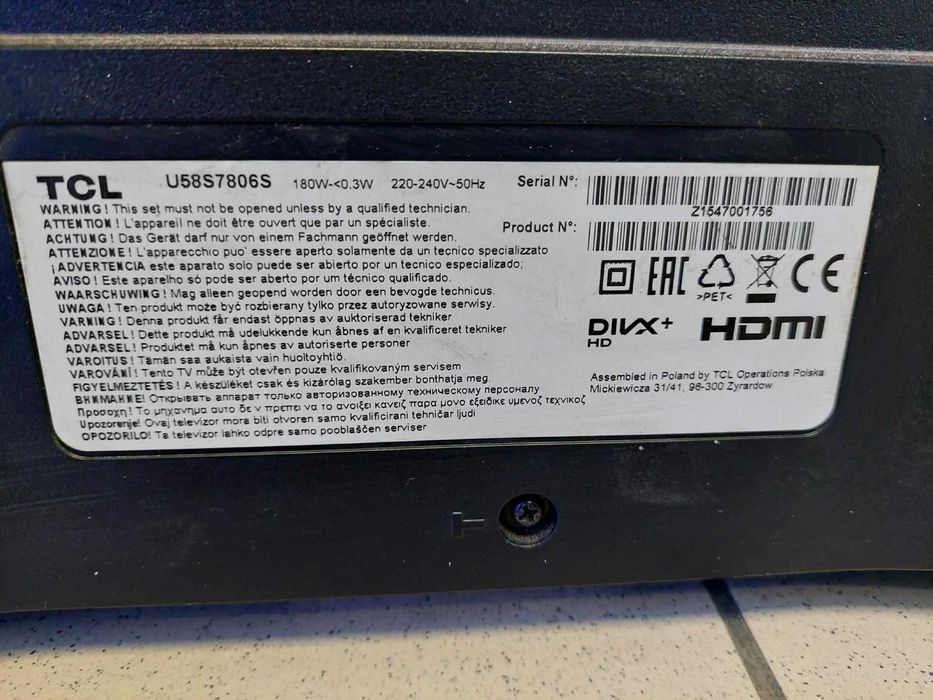 TCL U58S7806S 180W-<0.3W 220-240V~50Hz
WARNING ! This set must not be opened unless by a qualified technician.
ATTENTION ! L'appareil ne doit être ouvert que par un spécialiste.
ACHTUNG ! Das Gerät darf nur von einem Fachmann geöffnet werden.
ATTENZIONE ! L'apparecchio puo' essere aperto solamente da un tecnico specializzato
¡ADVERTENCIA este aparato solo puede ser abierto por un tecnico especializado;
AVISO ! Este aparelho só pode ser aberto por um técnico qualificado.
WAARSCHUWING ! Mag alleen geopend worden door een bevogde technicus.
UWAGA ! Ten produkt może być rozbierany tylko przez autoryzowane serwisy.
VARNING ! Denna produkt får endast öppnas av auktoriserad tekniker
ADVARSEL ! Dette produkt må udelukkende kun åbnes af en kvalificeret tekniker
ADVARSEL ! Produktet må kun åpnes av autoriserte personer
VAROITUS ! Tämän saa aukaista vain huoltoyhtiö.
VAROVÁNÍ ! Tento TV může být otevřen pouze kvalifikovaným servisem
FIGYELMEZTETÉS ! A készüléket csak és kizárólag szakember bonthatja meg.
ВНИМАНИЕ! Открывать аппарат только авторизованному техническому персоналу
Προσοχη! Το μηχανημα αυτο δε ν πρεπει να το ανοιξει κανείζ παρα μονο εξειδικε υμενοζ τεχνικοζ
Upozorenje! Ovaj televizor mora biti otvoren samo kvalificirani tehničar ljudi
OPOZORILO! Ta televizor lahko odpre samo pooblaščen serviser
Serial N°:
Z1547001756
Product N°:
EAC >PET< CE
DIVX+ HD HDMI
Assembled in Poland by TCL Operations Polska
Mickiewicza 31/41, 96-300 Zyrardow